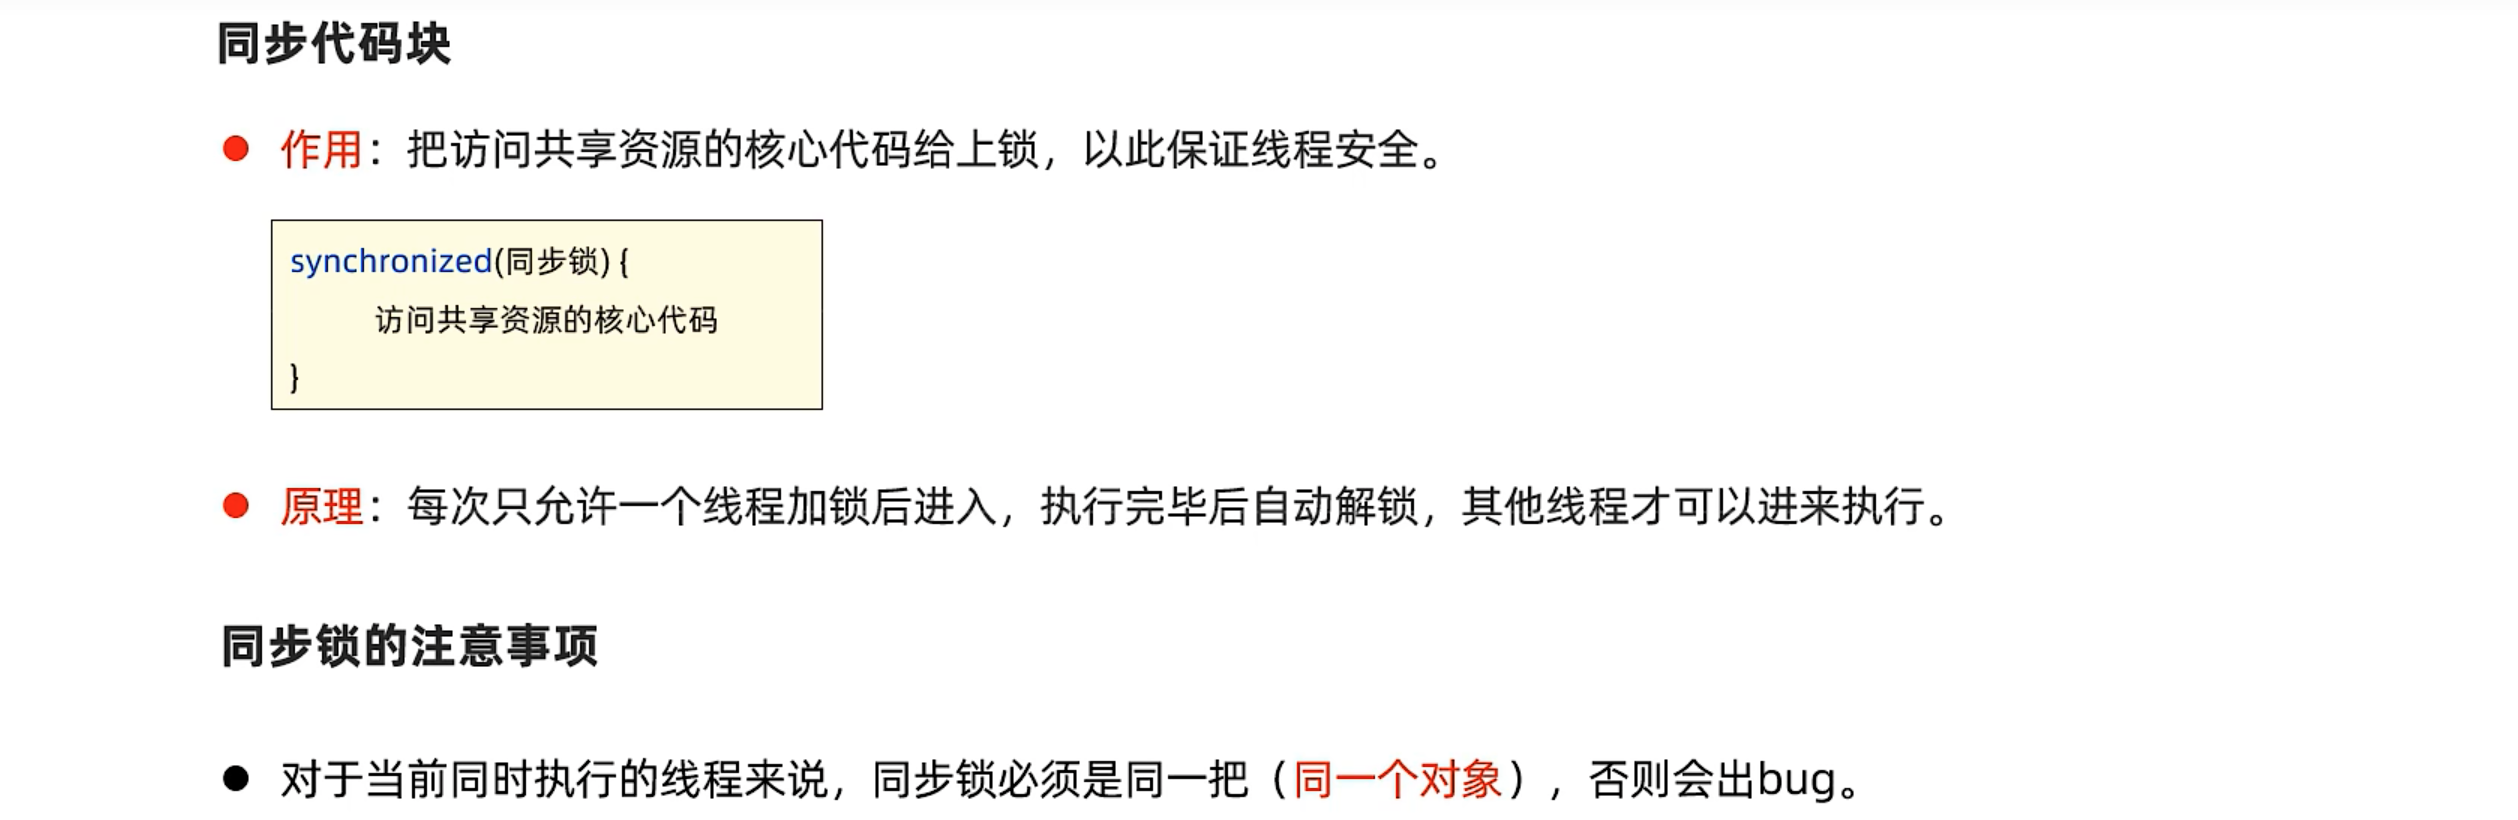 同步代码块
作用：把访问共享资源的核心代码给上锁，以此保证线程安全。
synchronized(同步锁) {
访问共享资源的核心代码
}
原理：每次只允许一个线程加锁后进入，执行完毕后自动解锁，其他线程才可以进来执行。
同步锁的注意事项
对于当前同时执行的线程来说，同步锁必须是同一把（同一个对象），否则会出bug。